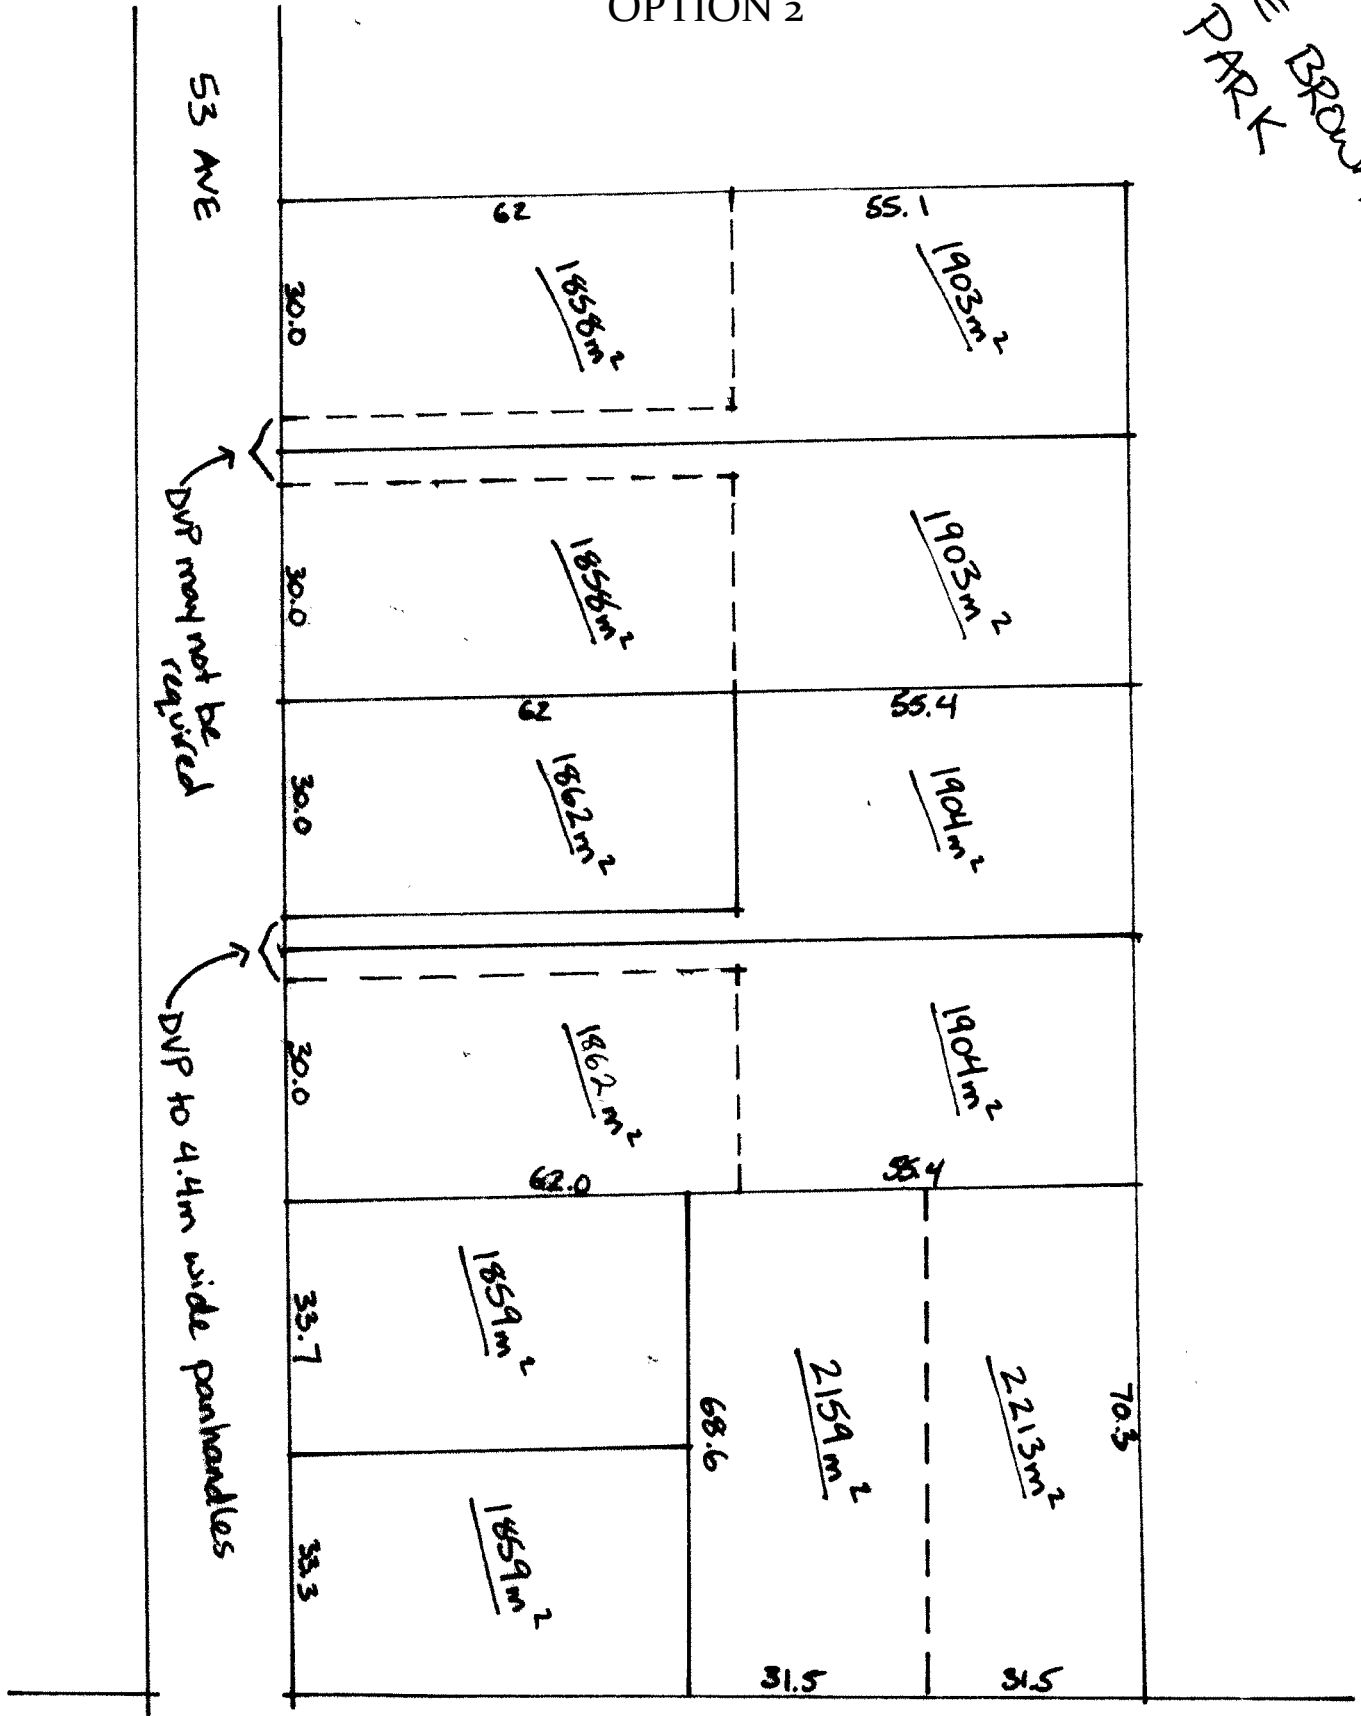 OPTION 2
PARK
53 AVE
62
55.1
1858m²
1903m²
30.0
DVP may not be
required
1858m²
1903m²
30.0
62
55.4
1862m²
1904m²
30.0
DVP to 4.4m wide panhandles
1862m²
1904m²
30.0
62.0
55.4
1859m²
33.7
2159m²
2213m²
68.6
70.3
1859m²
33.3
31.5
31.5